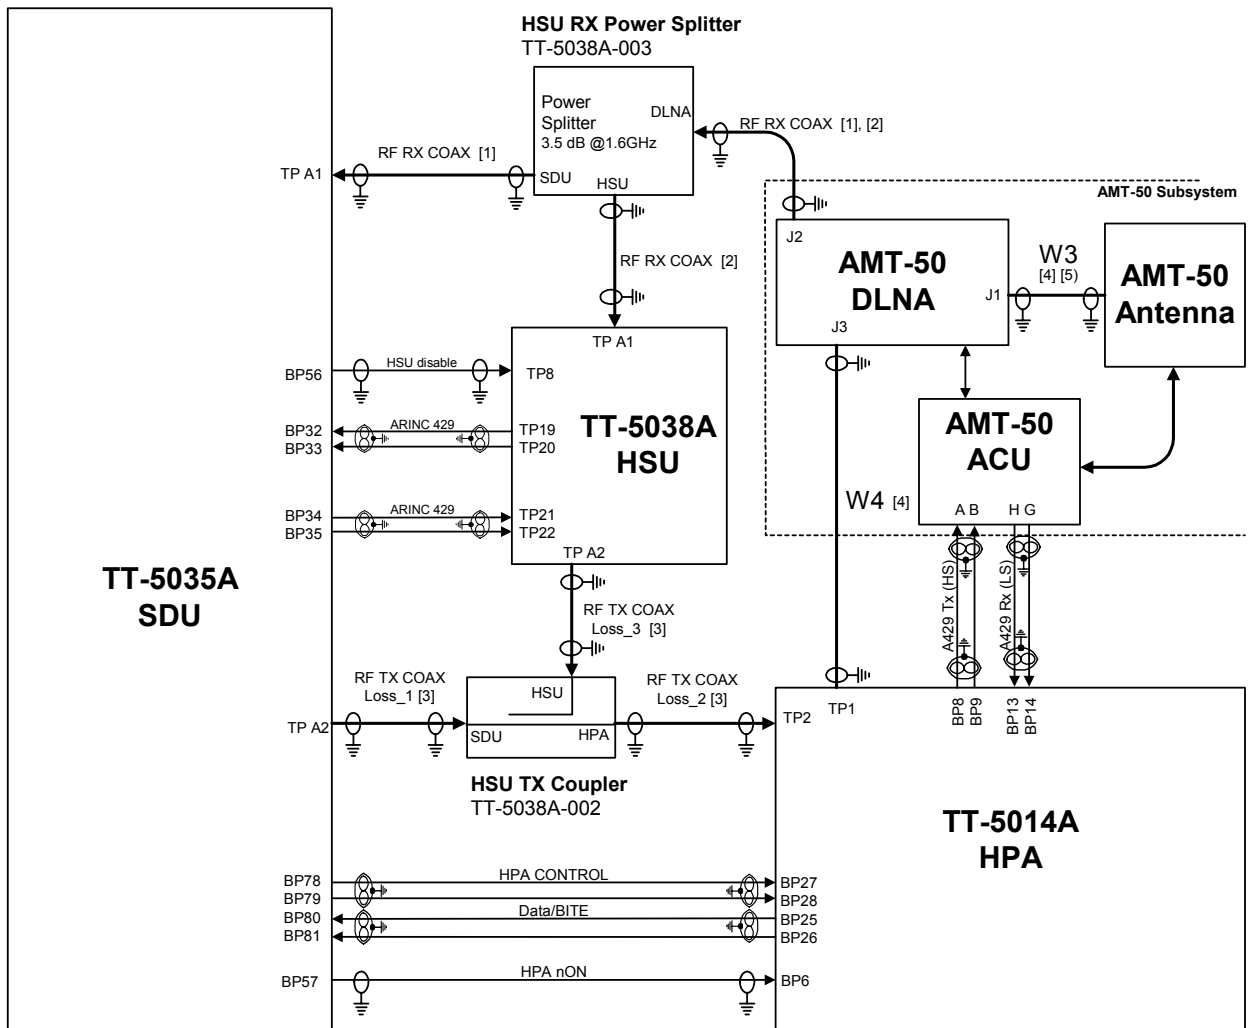 HSU RX Power Splitter
TT-5038A-003
Power
Splitter
3.5 dB @1.6GHz
DLNA
SDU
HSU
RF RX COAX [1], [2]
RF RX COAX [1]
TP A1
AMT-50 Subsystem
J2
AMT-50
DLNA
J1
J3
W3
[4] [5)
AMT-50
Antenna
RF RX COAX [2]
TP A1
BP56
HSU disable
TP8
BP32
ARINC 429
TP19
BP33
TP20
TT-5038A
HSU
AMT-50
ACU
A B H G
W4 [4]
BP34
ARINC 429
TP21
BP35
TP22
TP A2
TT-5035A
SDU
RF TX COAX
Loss_3 [3]
A429 Tx (HS)
A429 Rx (LS)
RF TX COAX
Loss_1 [3]
HSU
RF TX COAX
Loss_2 [3]
TP A2
SDU
HPA
TP2
TP1
BP8
BP9
BP13
BP14
HSU TX Coupler
TT-5038A-002
TT-5014A
HPA
BP78
HPA CONTROL
BP27
BP79
BP28
BP80
Data/BITE
BP25
BP81
BP26
BP57
HPA nON
BP6